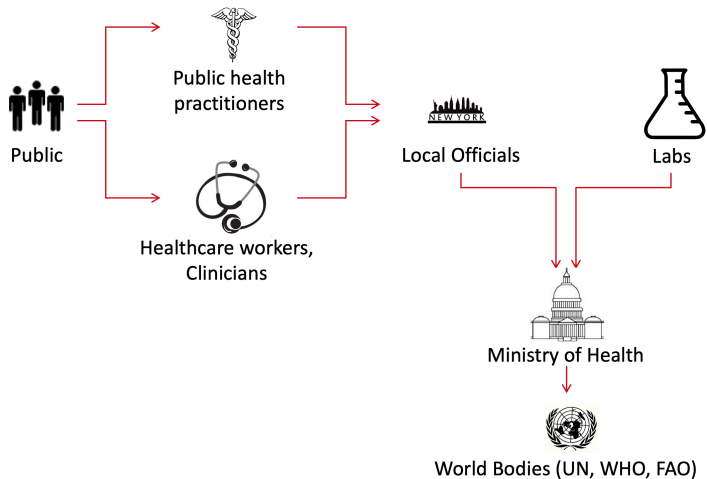 Public health
practitioners
Public
NEW YORK
Local Officials
Labs
Healthcare workers,
Clinicians
Ministry of Health
World Bodies (UN, WHO, FAO)